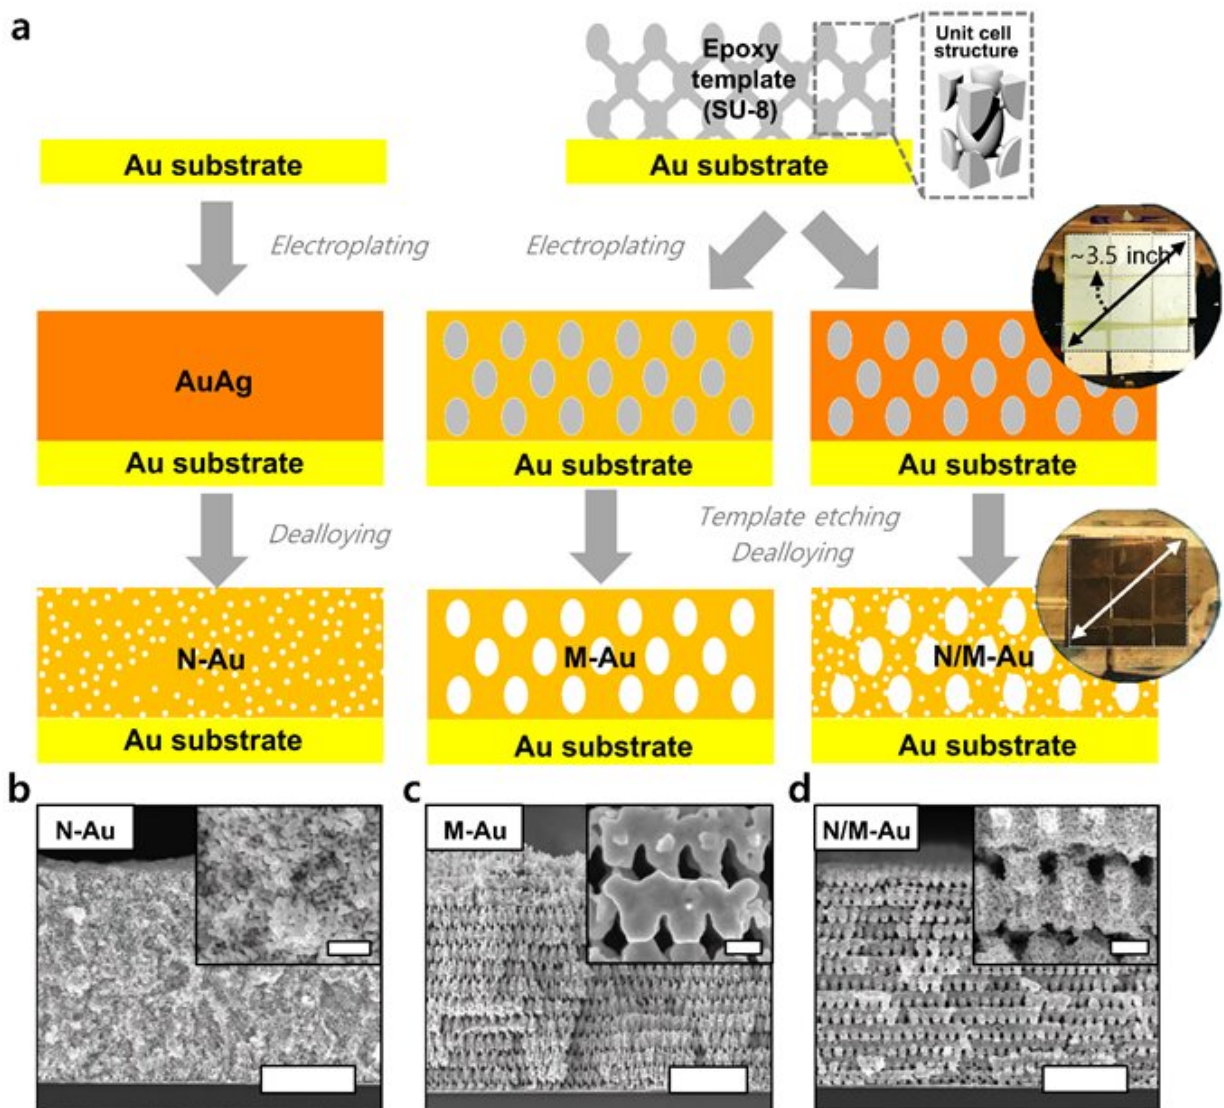 a
Unit cell
structure
Epoxy
template
(SU-8)
Au substrate
Au substrate
Electroplating
Electroplating
~3.5 inch
AuAg
Au substrate
Au substrate
Au substrate
Dealloying
Template etching
Dealloying
N-Au
M-Au
N/M-Au
Au substrate
Au substrate
Au substrate
b
N-Au
c
M-Au
d
N/M-Au